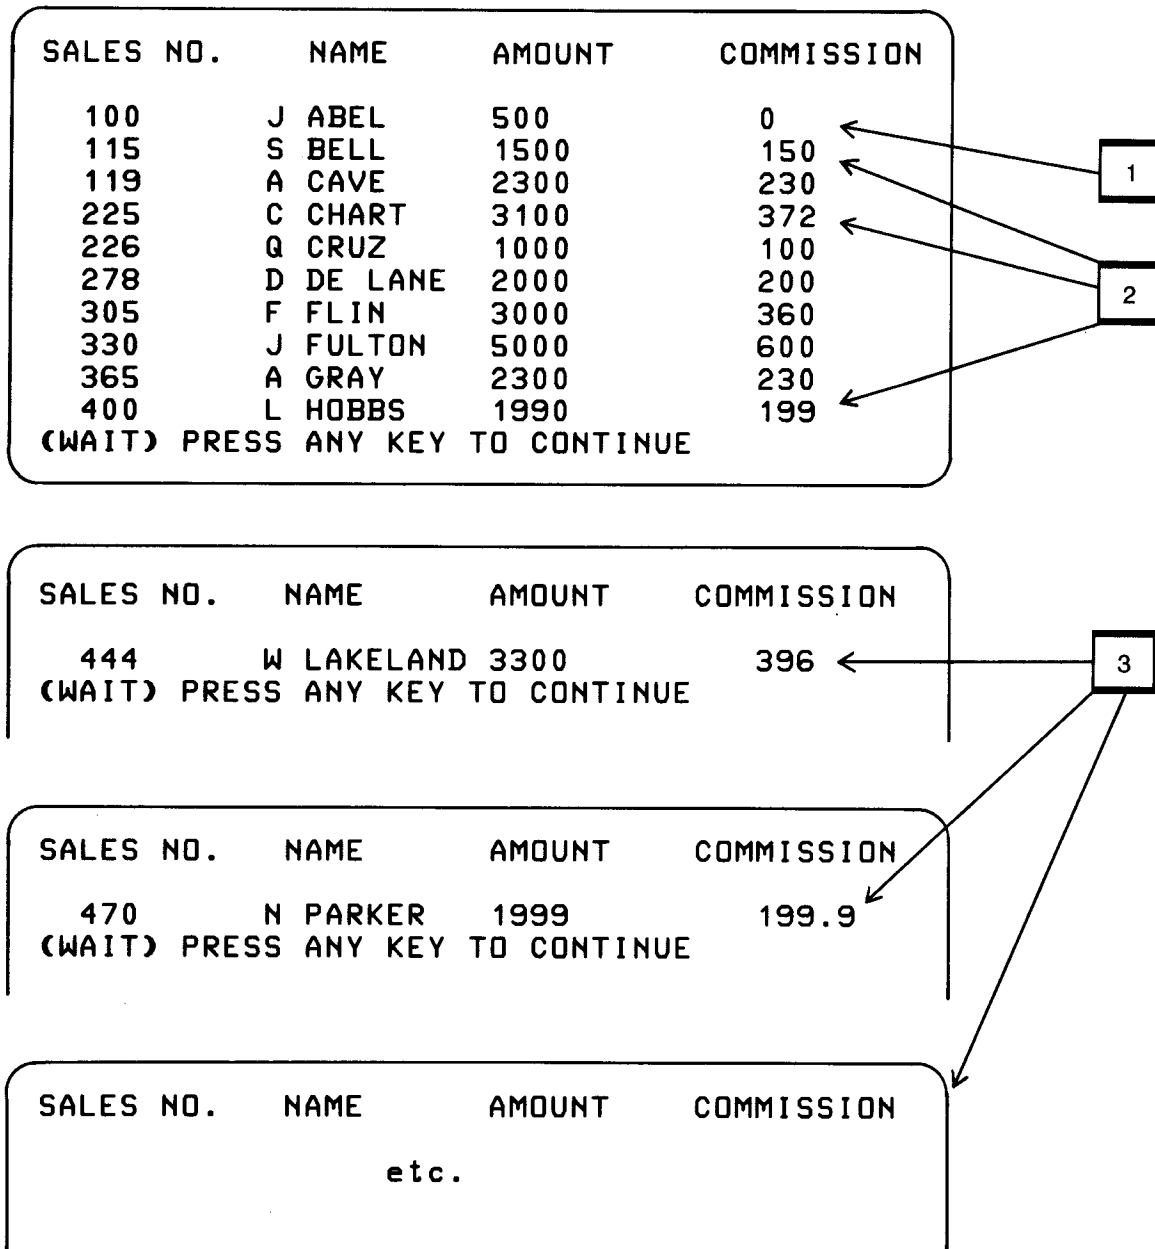 SALES NO. NAME AMOUNT COMMISSION
100 J ABEL 500 0
115 S BELL 1500 150
1
119 A CAVE 2300 230
225 C CHART 3100 372
226 Q CRUZ 1000 100
278 D DE LANE 2000 200
2
305 F FLIN 3000 360
330 J FULTON 5000 600
365 A GRAY 2300 230
400 L HOBBS 1990 199
(WAIT) PRESS ANY KEY TO CONTINUE
SALES NO. NAME AMOUNT COMMISSION
444 W LAKELAND 3300 396
3
(WAIT) PRESS ANY KEY TO CONTINUE
SALES NO. NAME AMOUNT COMMISSION
470 N PARKER 1999 199.9
(WAIT) PRESS ANY KEY TO CONTINUE
SALES NO. NAME AMOUNT COMMISSION
etc.